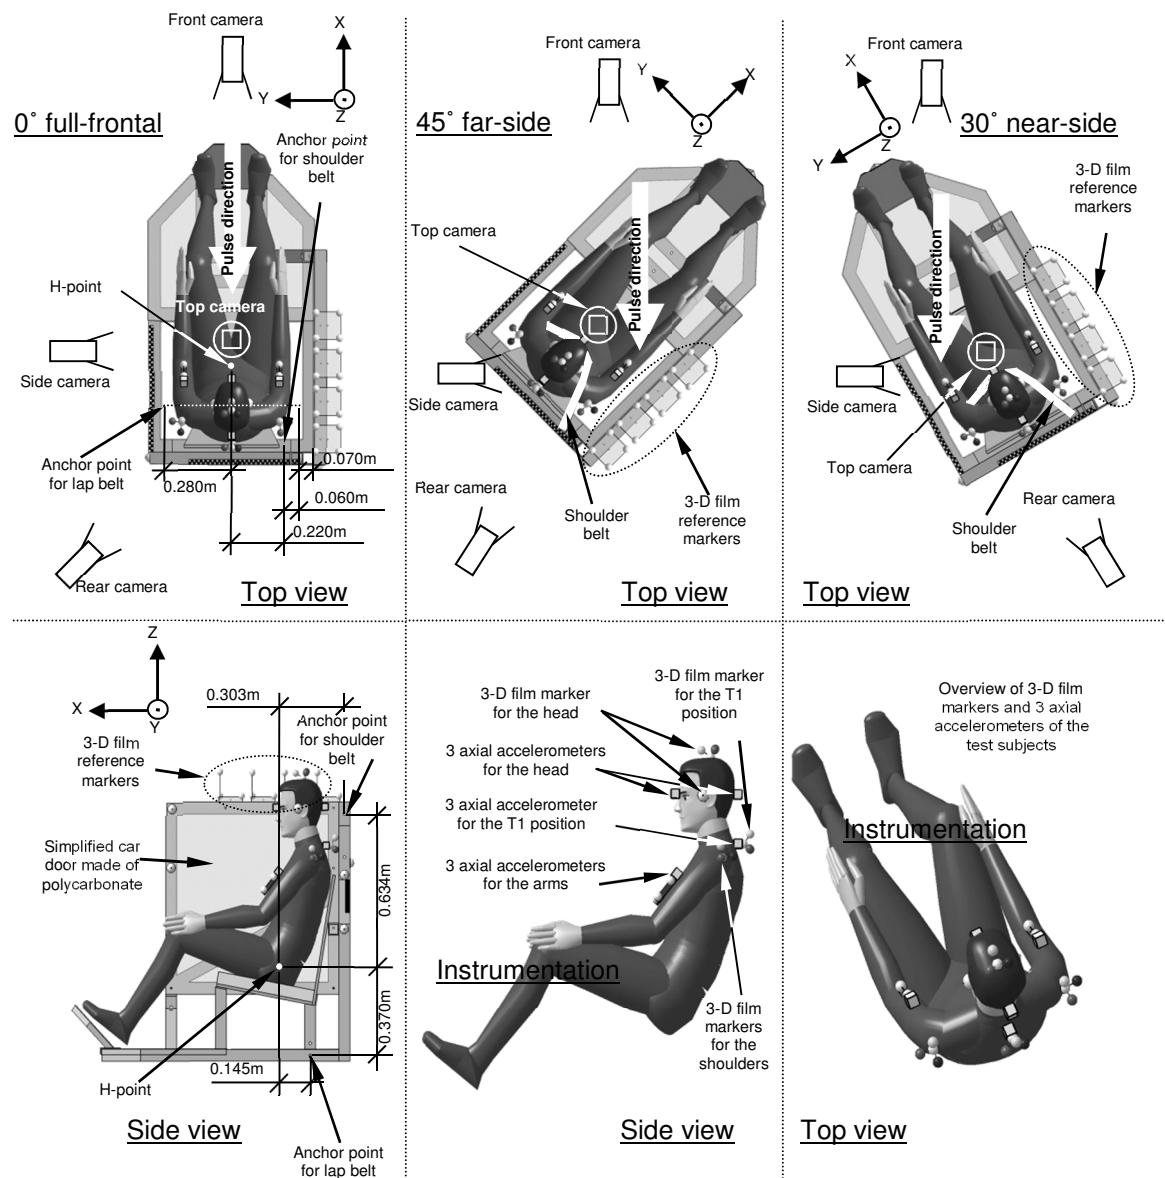 Front camera
X
Y
Z
0˚ full-frontal
Anchor point
for shoulder
belt
Pulse direction
H-point
Top camera
Side camera
Anchor point
for lap belt
0.280m
0.070m
0.060m
0.220m
Rear camera
Top view
Front camera
Y
X
Z
45˚ far-side
Top camera
Pulse direction
Side camera
Rear camera
Shoulder
belt
3-D film
reference
markers
Top view
Front camera
X
Y
Z
30˚ near-side
3-D film
reference
markers
Pulse direction
Side camera
Top camera
Rear camera
Shoulder
belt
Top view
Z
X
Y
0.303m
3-D film
reference
markers
Anchor point
for shoulder
belt
Simplified car
door made of
polycarbonate
0.634m
0.370m
0.145m
H-point
Side view
Anchor point
for lap belt
3-D film marker
for the head
3-D film marker
for the T1
position
3 axial accelerometers
for the head
3 axial accelerometer
for the T1 position
3 axial accelerometers
for the arms
Instrumentation
3-D film
markers
for the
shoulders
Side view
Overview of 3-D film
markers and 3 axial
accelerometers of the
test subjects
Instrumentation
Top view